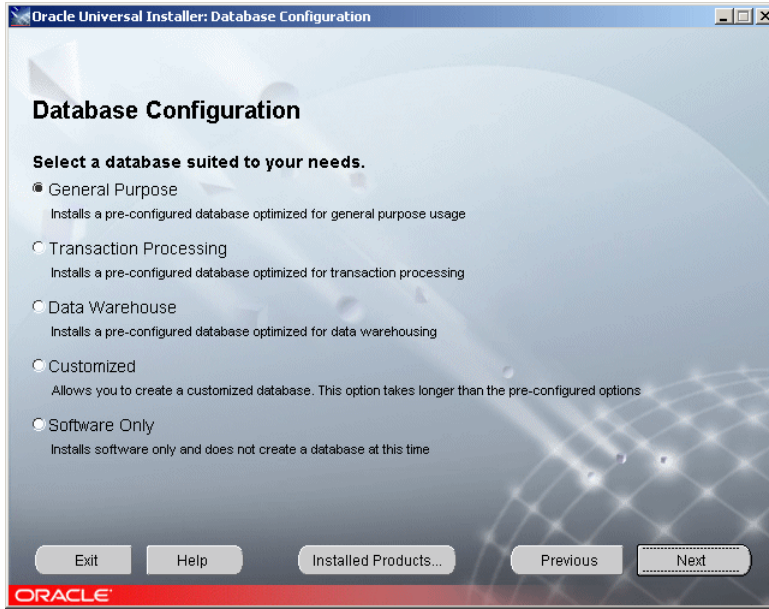 Oracle Universal Installer: Database Configuration
Database Configuration
Select a database suited to your needs.
General Purpose
Installs a pre-configured database optimized for general purpose usage
Transaction Processing
Installs a pre-configured database optimized for transaction processing
Data Warehouse
Installs a pre-configured database optimized for data warehousing
Customized
Allows you to create a customized database. This option takes longer than the pre-configured options
Software Only
Installs software only and does not create a database at this time
Exit Help Installed Products... Previous Next
ORACLE